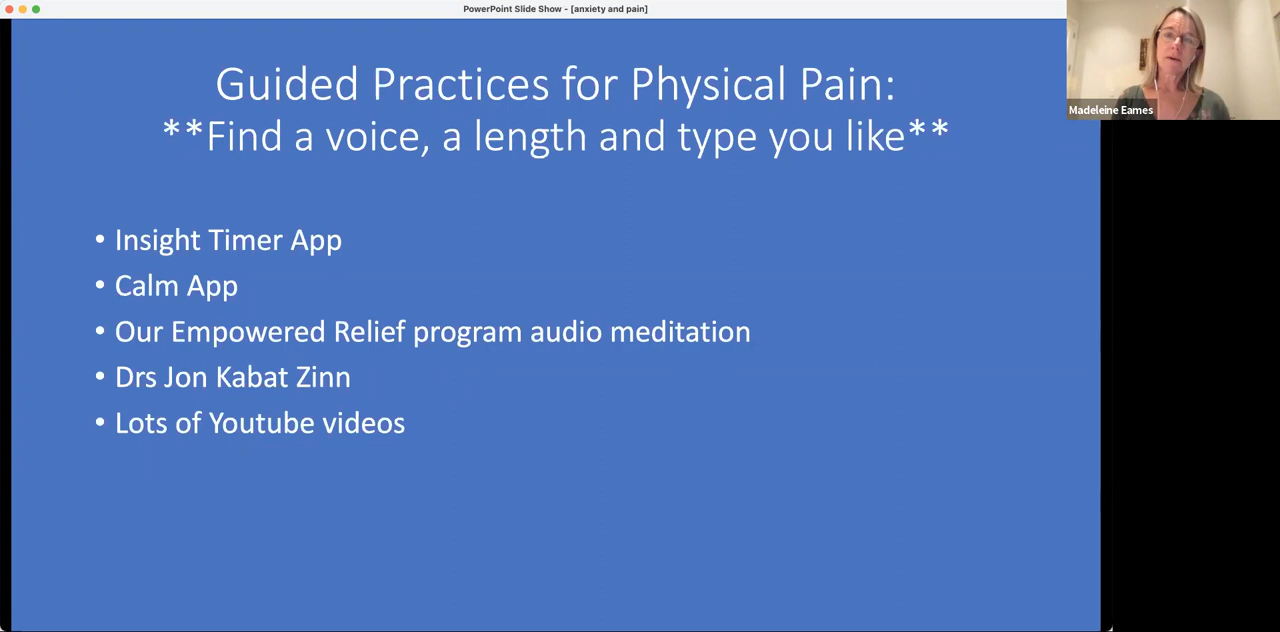 PowerPoint Slide Show - [anxiety and pain]
Guided Practices for Physical Pain:
**Find a voice, a length and type you like**
• Insight Timer App
• Calm App
• Our Empowered Relief program audio meditation
• Drs Jon Kabat Zinn
• Lots of Youtube videos
Madeleine Eames